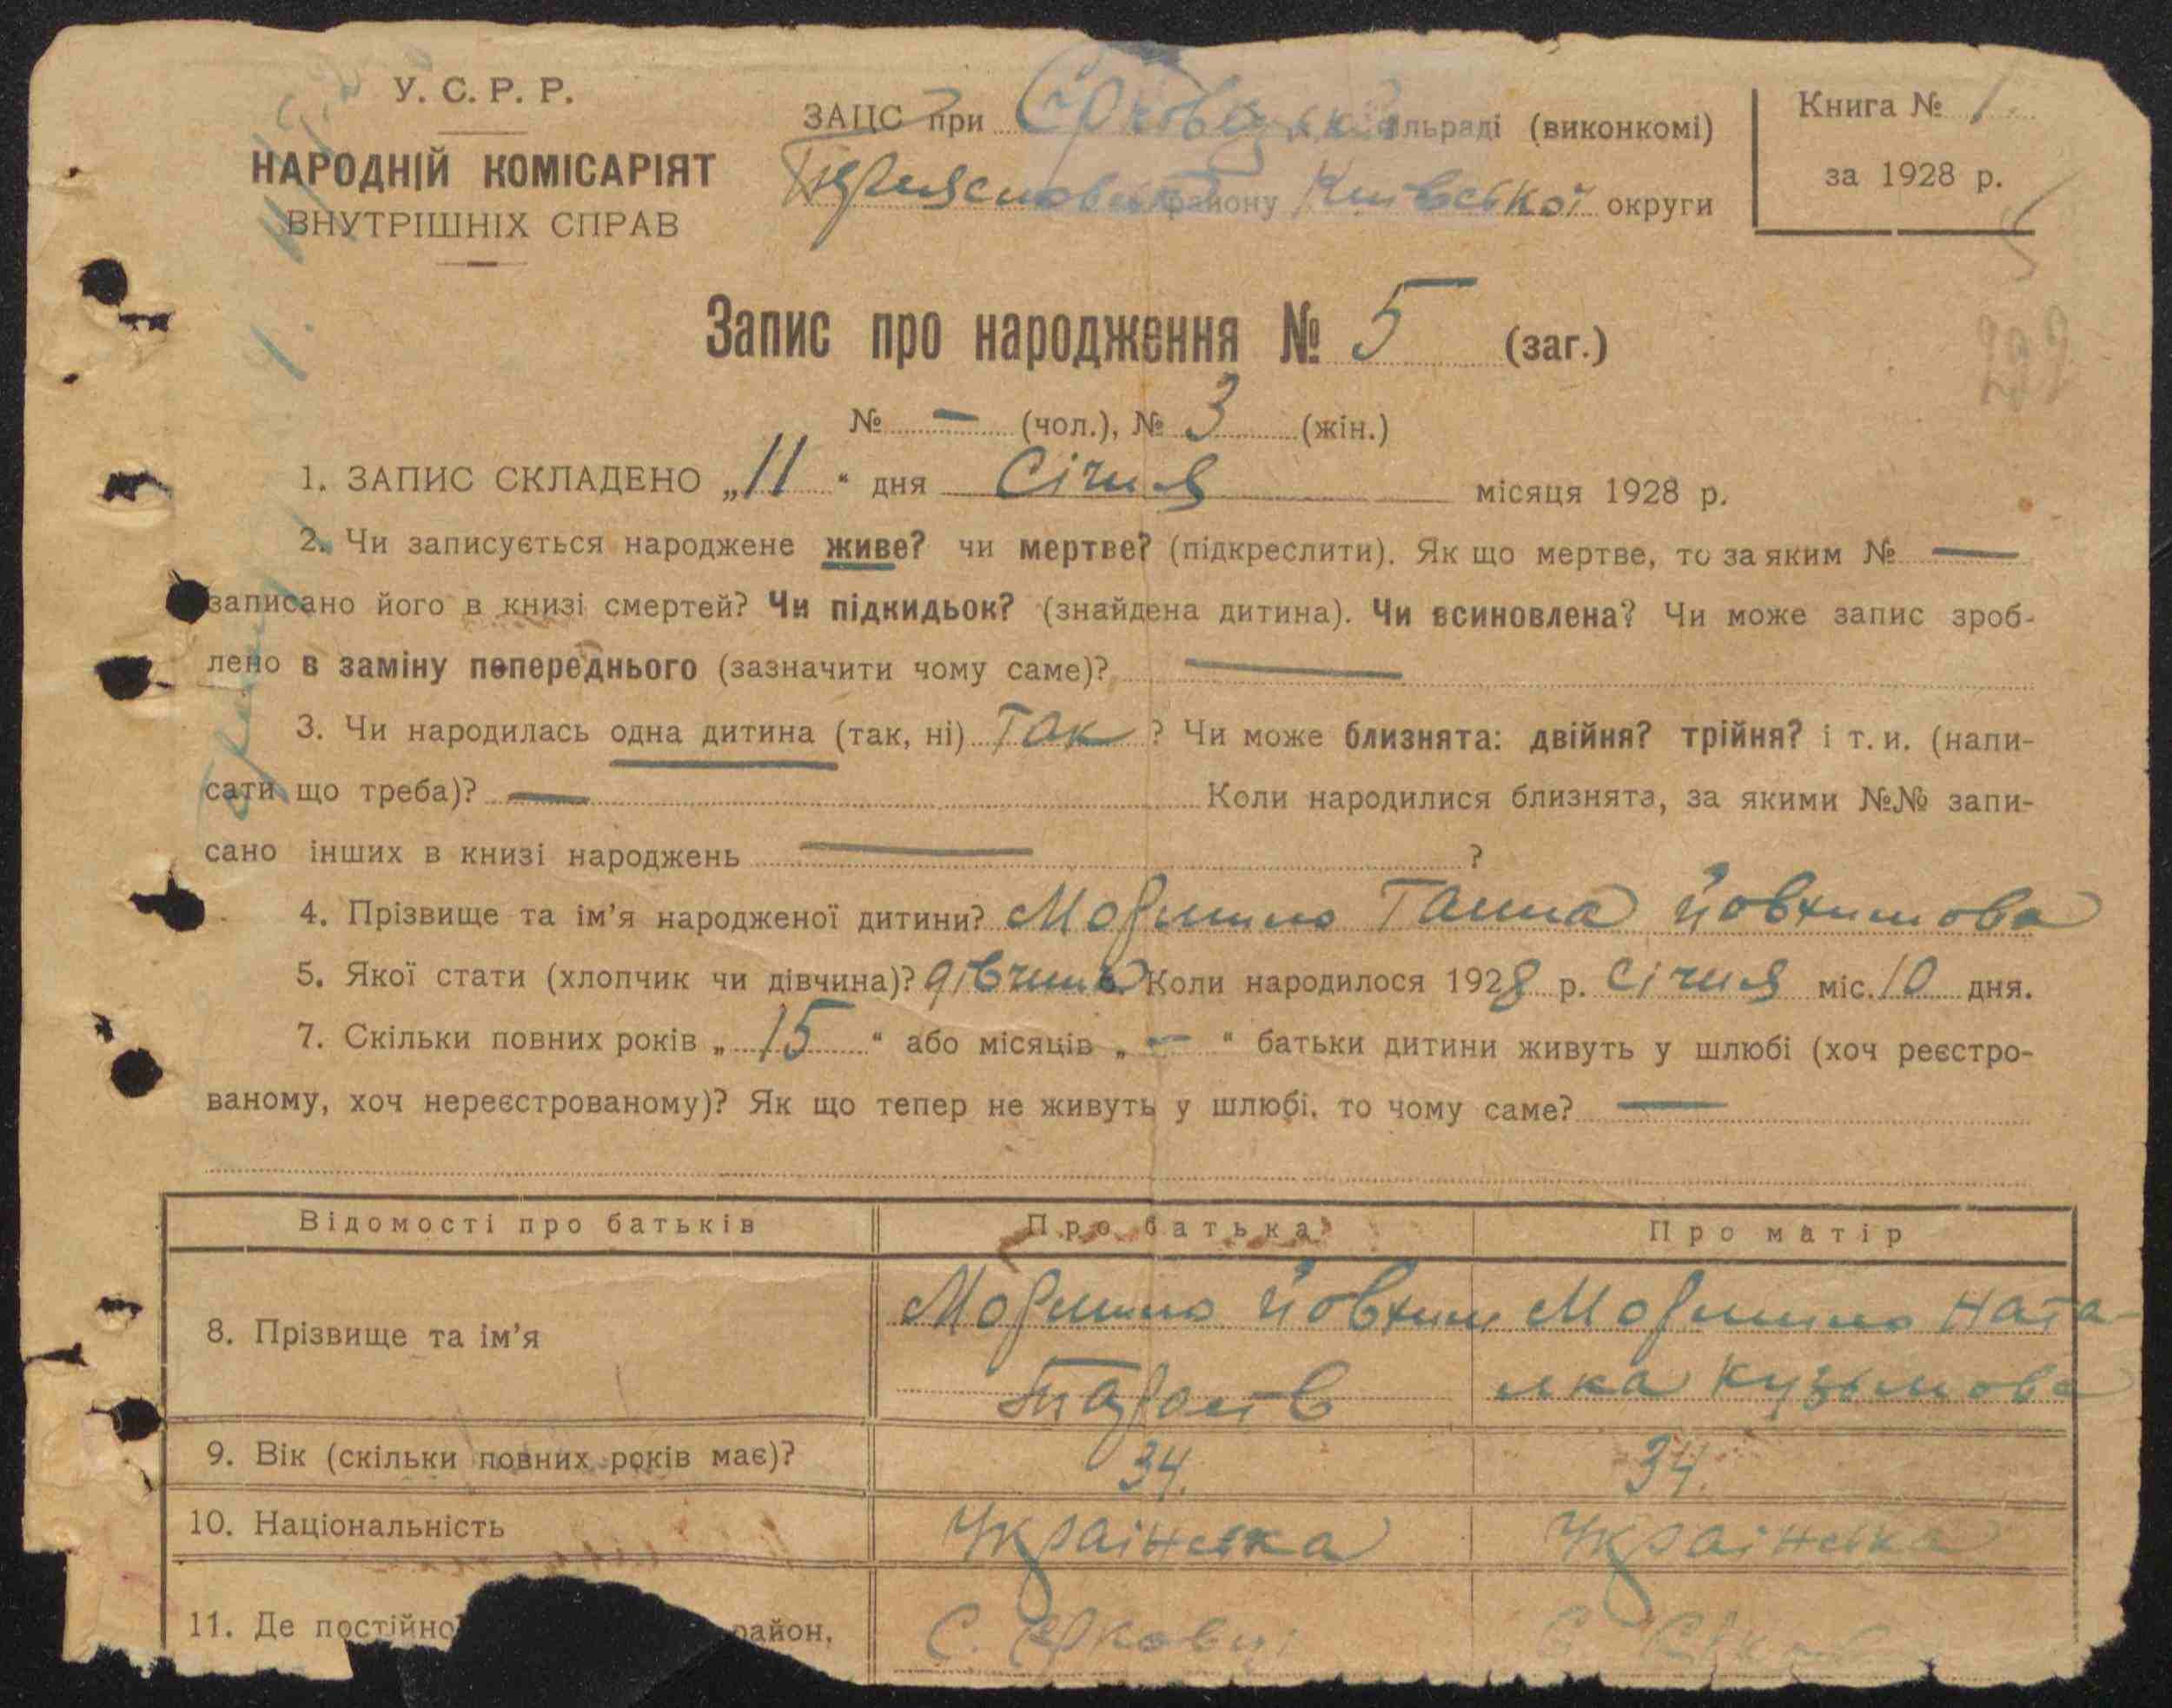 У. С. Р. Р.
НАРОДНІЙ КОМІСАРІЯТ
ВНУТРІШНІХ СПРАВ
ЗАЦС при сільраді (виконкомі)
району Київської округи
Книга № 1
за 1928 р.
Запис про народження № 5 (заг.)
№ — (чол.), № 3 (жін.)
1. ЗАПИС СКЛАДЕНО „11“ дня Січня місяця 1928 р.
2. Чи записується народжене живе? чи мертве? (підкреслити). Як що мертве, то за яким № —
записано його в книзі смертей? Чи підкидьок? (знайдена дитина). Чи всиновлена? Чи може запис зроб-
лено в заміну попереднього (зазначити чому саме)? —
3. Чи народилась одна дитина (так, ні) Так? Чи може близнята: двійня? трійня? і т. и. (напи-
сати що треба)? — Коли народилися близнята, за якими №№ запи-
сано інших в книзі народжень — ?
4. Прізвище та ім'я народженої дитини? Ганна Йовхимова
5. Якої стати (хлопчик чи дівчина)? дівчина Коли народилося 1928 р. Січня міс. 10 дня.
7. Скільки повних років „15“ або місяців „—“ батьки дитини живуть у шлюбі (хоч реєстро-
ваному, хоч нереєстрованому)? Як що тепер не живуть у шлюбі, то чому саме? —
Відомості про батьків Про батька Про матір
8. Прізвище та ім'я Йовхим Ната-
лка Кузьмова
9. Вік (скільки повних років має)? 34. 34.
10. Національність Українська Українська
11. Де постійно район, С. Єрковці С.